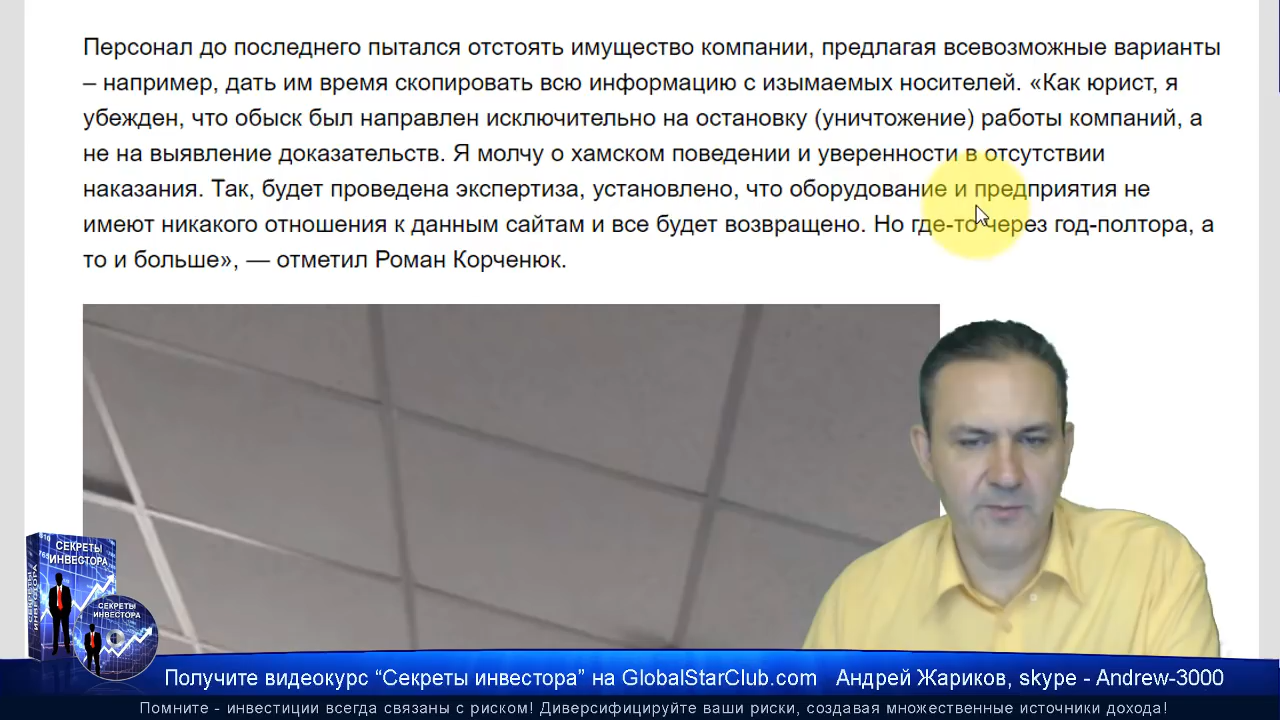 Персонал до последнего пытался отстоять имущество компании, предлагая всевозможные варианты
– например, дать им время скопировать всю информацию с изымаемых носителей. «Как юрист, я
убежден, что обыск был направлен исключительно на остановку (уничтожение) работы компаний, а
не на выявление доказательств. Я молчу о хамском поведении и уверенности в отсутствии
наказания. Так, будет проведена экспертиза, установлено, что оборудование и предприятия не
имеют никакого отношения к данным сайтам и все будет возвращено. Но где-то через год-полтора, а
то и больше», — отметил Роман Корченюк.
СЕКРЕТЫ
ИНВЕСТОРА
СЕКРЕТЫ
ИНВЕСТОРА
Получите видеокурс “Секреты инвестора” на GlobalStarClub.com Андрей Жариков, skype - Andrew-3000
Помните - инвестиции всегда связаны с риском! Диверсифицируйте ваши риски, создавая множественные источники дохода!